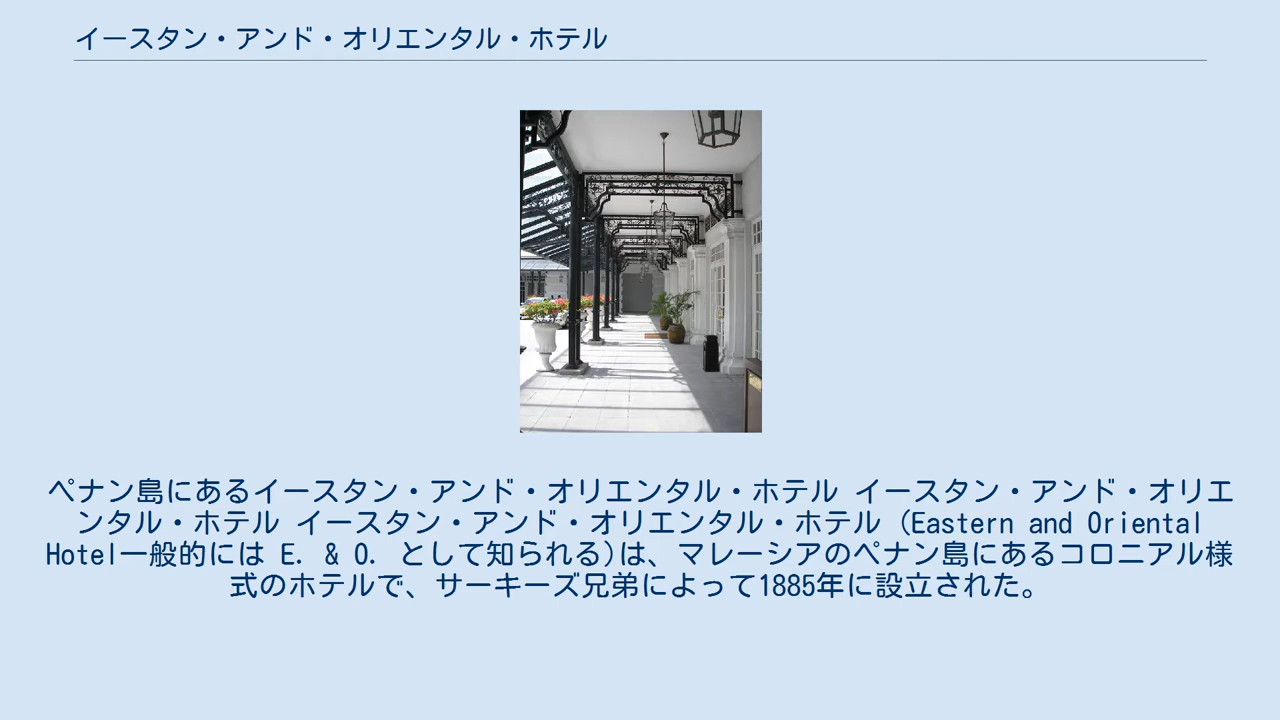 イースタン・アンド・オリエンタル・ホテル
ペナン島にあるイースタン・アンド・オリエンタル・ホテル イースタン・アンド・オリエ
ンタル・ホテル イースタン・アンド・オリエンタル・ホテル (Eastern and Oriental
Hotel一般的には E. & O. として知られる)は、マレーシアのペナン島にあるコロニアル様
式のホテルで、サーキーズ兄弟によって1885年に設立された。